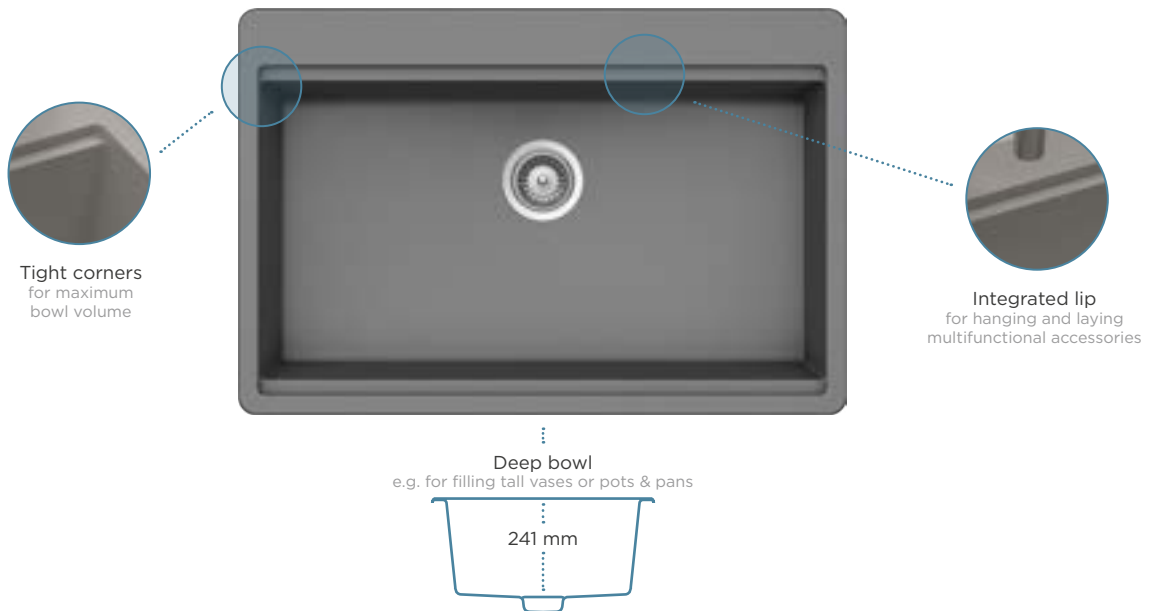 Tight corners
for maximum
bowl volume
Integrated lip
for hanging and laying
multifunctional accessories
Deep bowl
e.g. for filling tall vases or pots & pans
241 mm